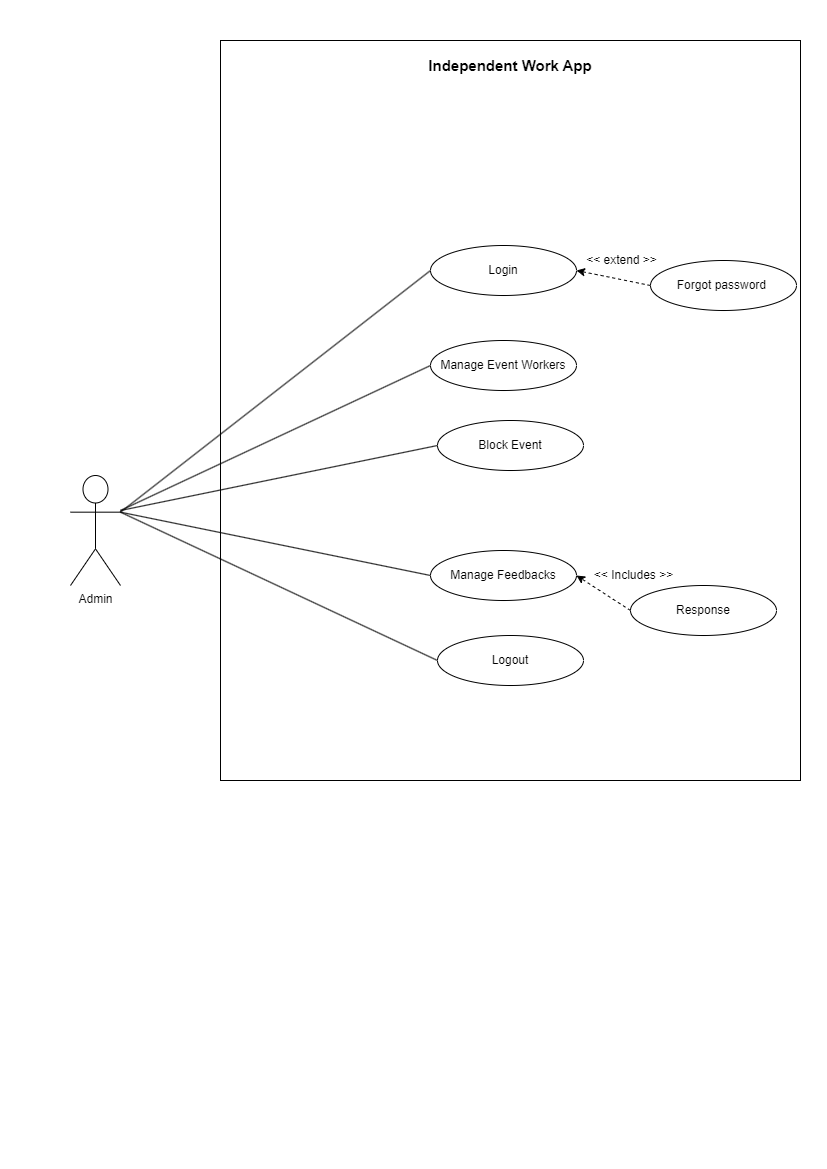 Independent Work App
Login
<< extend >>
Forgot password
Manage Event Workers
Block Event
Admin
Manage Feedbacks
<< Includes >>
Response
Logout